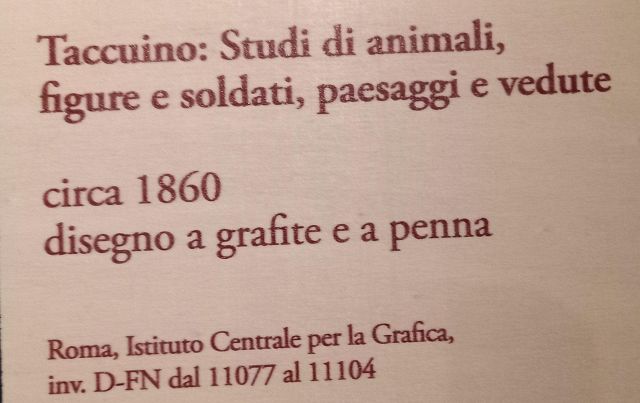 Taccuino: Studi di animali,
figure e soldati, paesaggi e vedute
circa 1860
disegno a grafite e a penna
Roma, Istituto Centrale per la Grafica,
inv. D-FN dal 11077 al 11104